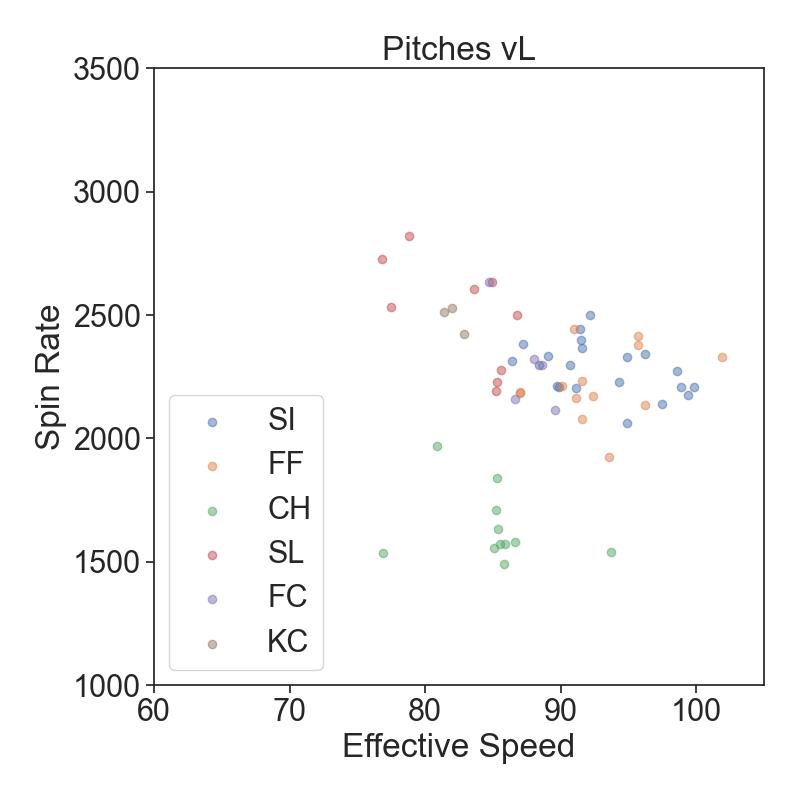 Pitches vL
3500
3000
2500
2000
1500
1000
Spin Rate
SI
FF
CH
SL
FC
KC
60 70 80 90 100
Effective Speed